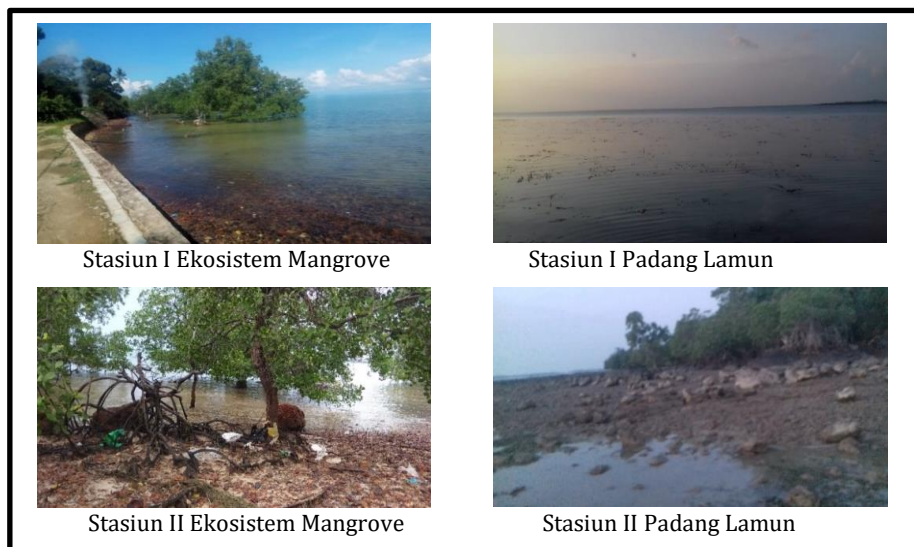 Stasiun I Ekosistem Mangrove
Stasiun I Padang Lamun
Stasiun II Ekosistem Mangrove
Stasiun II Padang Lamun